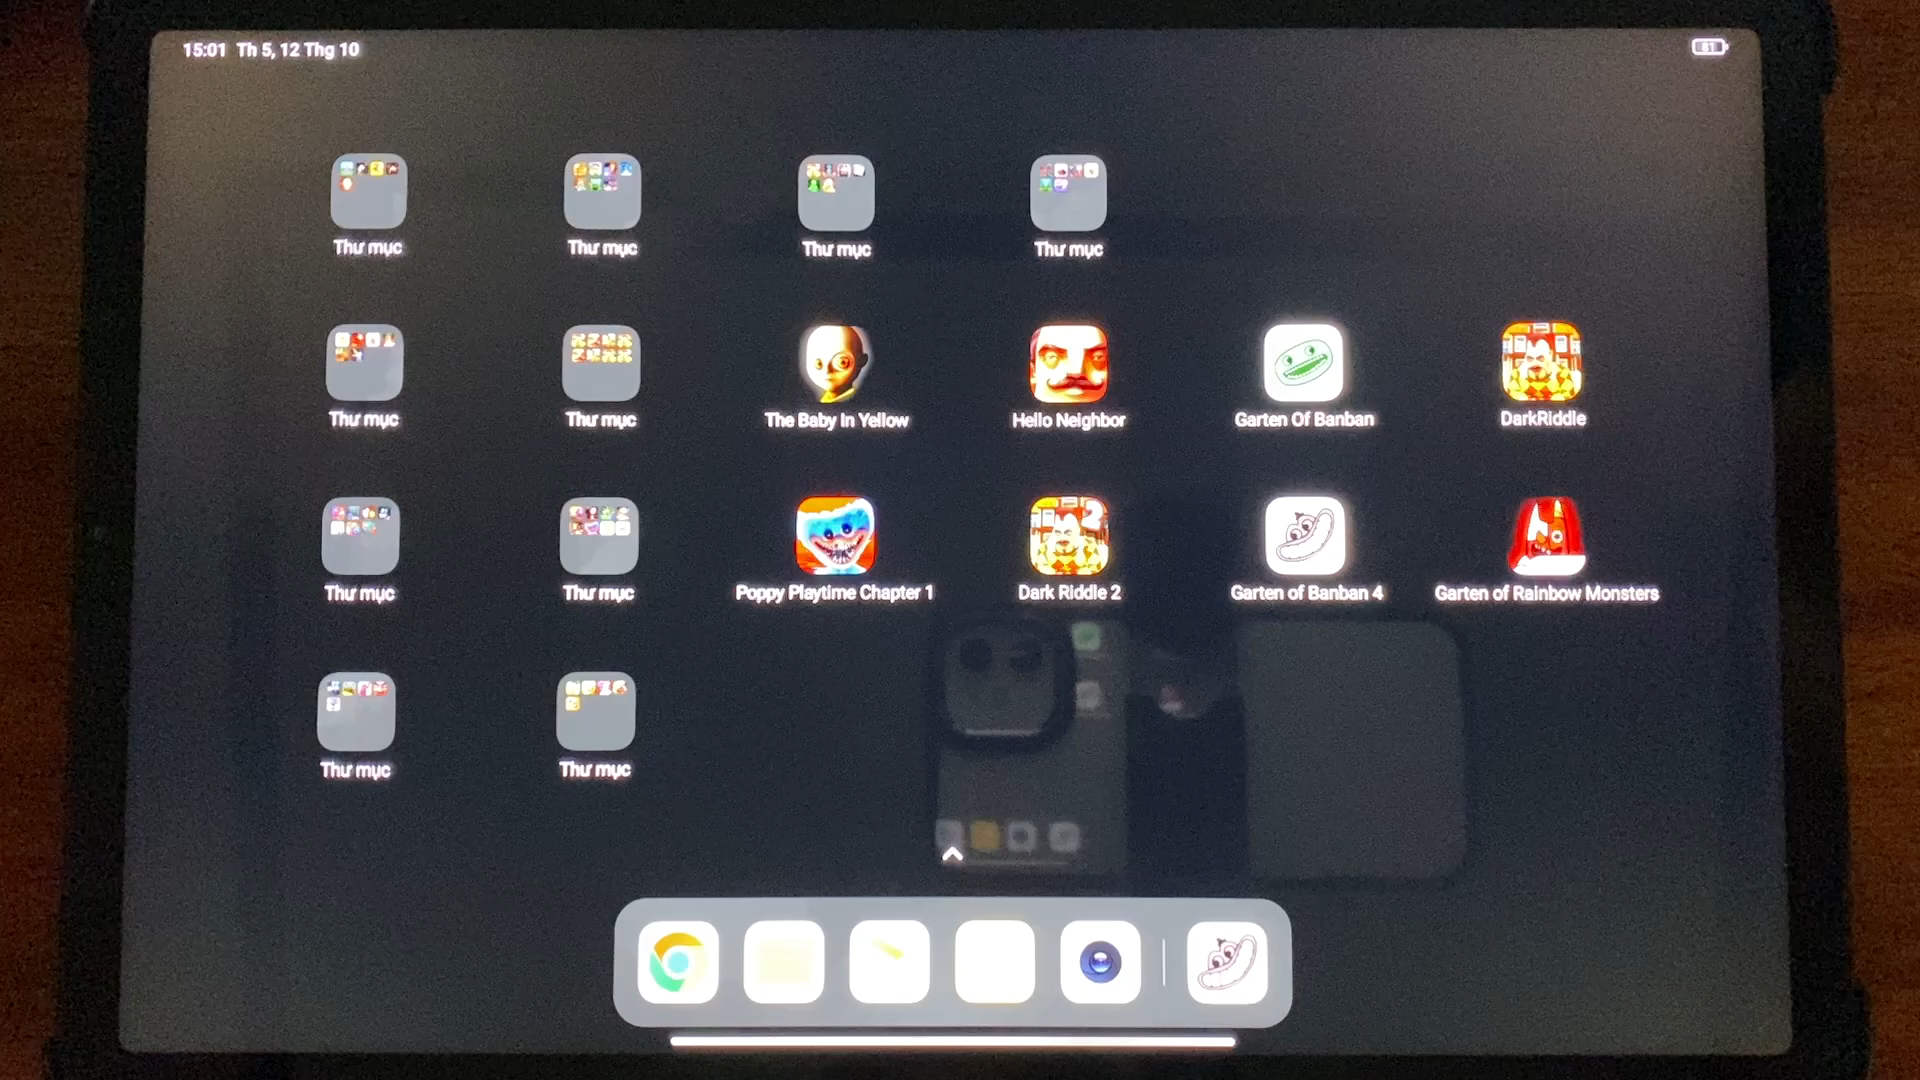 15:01 Th 5, 12 Thg 10
81
Thư mục
Thư mục
Thư mục
Thư mục
Thư mục
Thư mục
The Baby In Yellow
Hello Neighbor
Garten Of Banban
DarkRiddle
2
Thư mục
Thư mục
Poppy Playtime Chapter 1
Dark Riddle 2
Garten of Banban 4
Garten of Rainbow Monsters
Thư mục
Thư mục